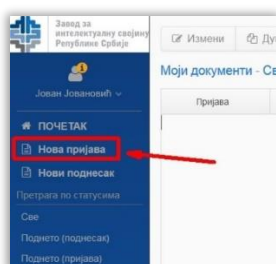 Завод за
интелектуалну својину
Републике Србије
Измени
1
Моји документи - Св
Јован Јовановић
Пријава
ПОЧЕТАК
Нова пријава
Нови поднесак
Претрага по статусима
Све
Поднето (поднесак)
Поднето (пријава)